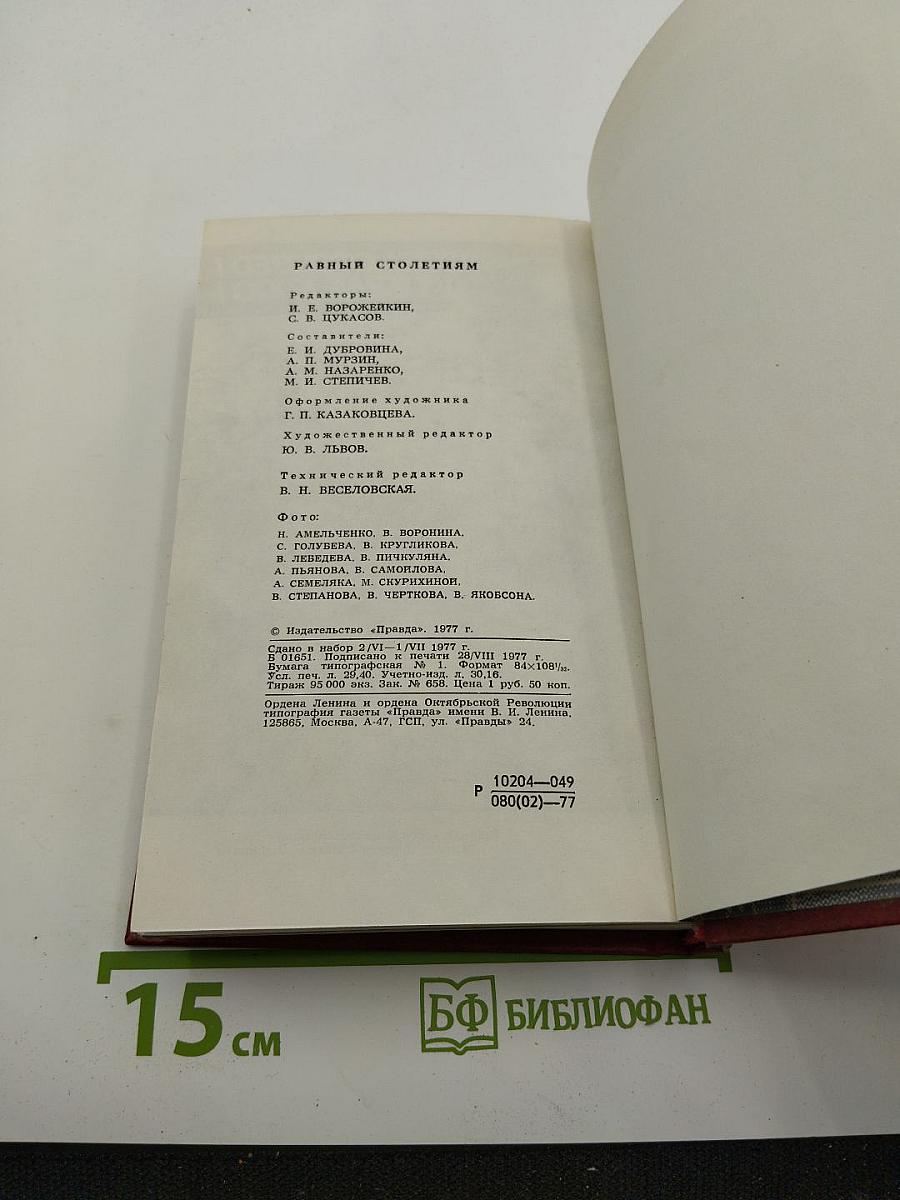 РАВНЫЙ СТОЛЕТИЯМ
Редакторы:
И. Е. ВОРОЖЕЙКИН,
С. В. ЦУКАСОВ.
Составители:
Е. И. ДУБРОВИНА,
А. П. МУРЗИН,
А. М. НАЗАРЕНКО,
М. И. СТЕПИЧЕВ.
Оформление художника
Г. П. КАЗАКОВЦЕВА.
Художественный редактор
Ю. В. ЛЬВОВ.
Технический редактор
В. Н. ВЕСЕЛОВСКАЯ.
Фото:
Н. АМЕЛЬЧЕНКО, В. ВОРОНИНА,
С. ГОЛУБЕВА, В. КРУГЛИКОВА,
В. ЛЕБЕДЕВА, В. ПИЧКУЛЯНА,
А. ПЬЯНОВА, В. САМОЙЛОВА,
А. СЕМЕЛЯКА, М. СКУРИХИНОЙ,
В. СТЕПАНОВА, В. ЧЕРТКОВА, В. ЯКОБСОНА.
© Издательство «Правда». 1977 г.
Сдано в набор 2/VI—1/VII 1977 г.
Б 01651. Подписано к печати 28/VIII 1977 г.
Бумага типографская № 1. Формат 84×108¹/₃₂.
Усл. печ. л. 29,40. Учетно-изд. л. 30,16.
Тираж 95 000 экз. Зак. № 658. Цена 1 руб. 50 коп.
Ордена Ленина и ордена Октябрьской Революции
типография газеты «Правда» имени В. И. Ленина,
125865, Москва, А-47, ГСП, ул. «Правды» 24.
Р 10204—049
080(02)—77
15 см
БФ БИБЛИОФАН